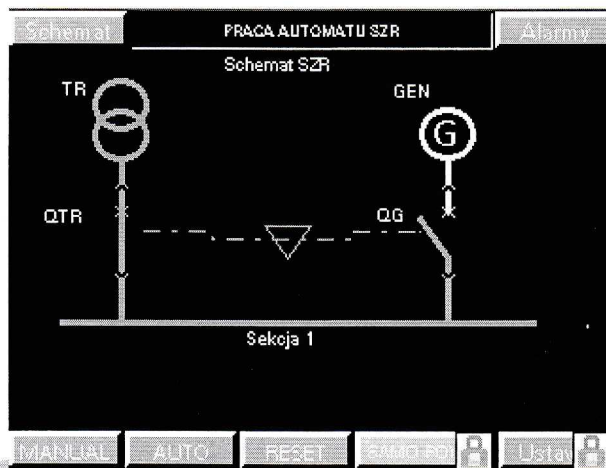 Schemat
PRACA AUTOMATU SZR
Alarmy
Schemat SZR
TR
GEN
G
QTR
QG
Sekcja 1
MANUAL
AUTO
RESET
Ustaw